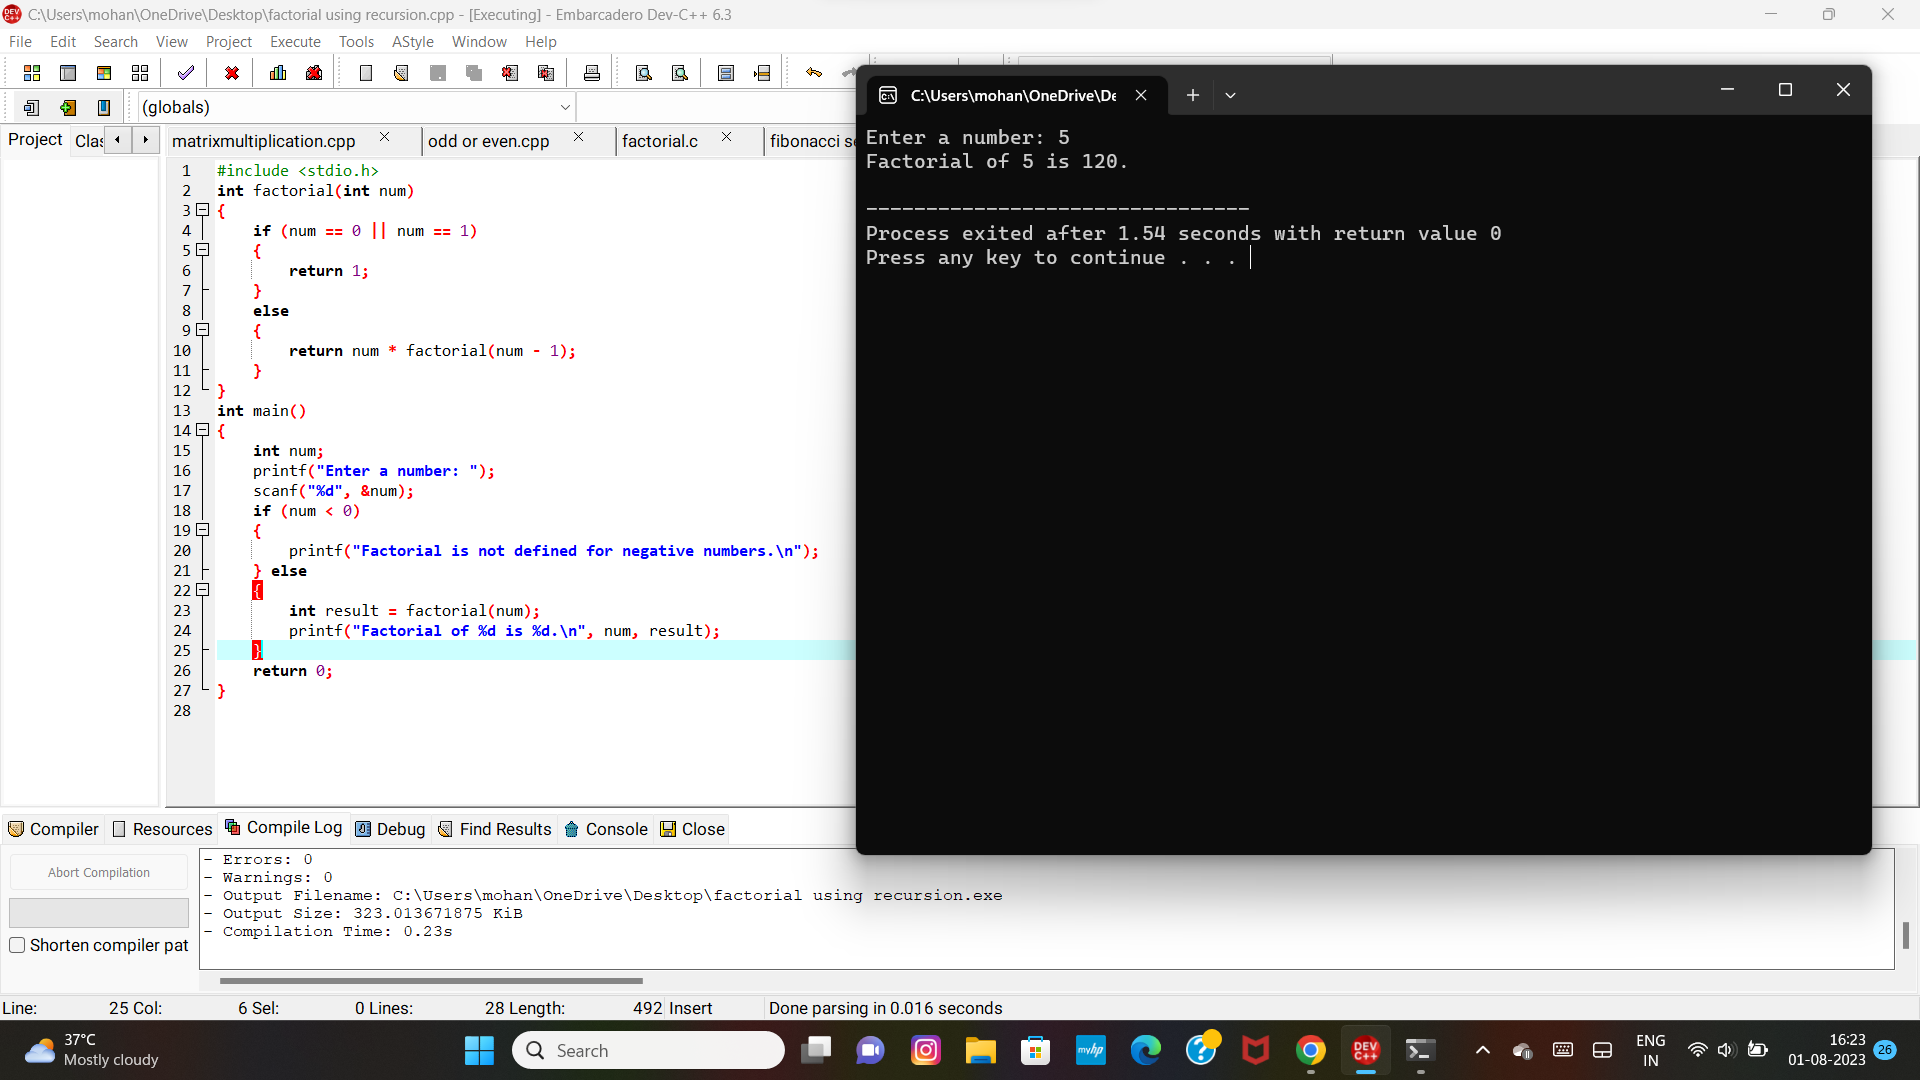 C:\Users\mohan\OneDrive\Desktop\factorial using recursion.cpp - [Executing] - Embarcadero Dev-C++ 6.3
File Edit Search View Project Execute Tools AStyle Window Help
(globals)
Project Clas
matrixmultiplication.cpp odd or even.cpp factorial.c fibonacci se
1 #include <stdio.h>
2 int factorial(int num)
3 {
4 if (num == 0 || num == 1)
5 {
6 return 1;
7 }
8 else
9 {
10 return num * factorial(num - 1);
11 }
12 }
13 int main()
14 {
15 int num;
16 printf("Enter a number: ");
17 scanf("%d", &num);
18 if (num < 0)
19 {
20 printf("Factorial is not defined for negative numbers.\n");
21 } else
22 {
23 int result = factorial(num);
24 printf("Factorial of %d is %d.\n", num, result);
25 }
26 return 0;
27 }
28
C:\Users\mohan\OneDrive\De
Enter a number: 5
Factorial of 5 is 120.
--------------------------------
Process exited after 1.54 seconds with return value 0
Press any key to continue . . .
Compiler Resources Compile Log Debug Find Results Console Close
Abort Compilation
Shorten compiler pat
- Errors: 0
- Warnings: 0
- Output Filename: C:\Users\mohan\OneDrive\Desktop\factorial using recursion.exe
- Output Size: 323.013671875 KiB
- Compilation Time: 0.23s
Line: 25 Col: 6 Sel: 0 Lines: 28 Length: 492 Insert Done parsing in 0.016 seconds
37°C
Mostly cloudy
Search
myhp
DEV C++
ENG
IN
16:23
01-08-2023
26